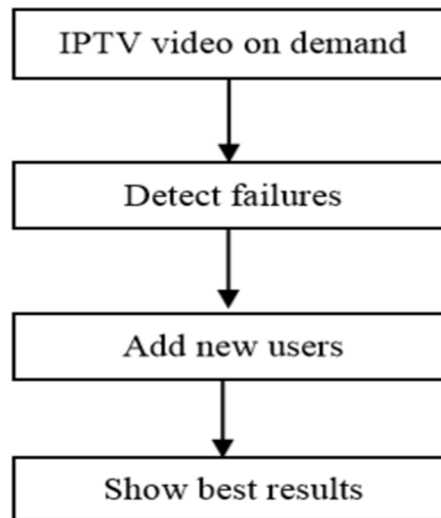 IPTV video on demand
Detect failures
Add new users
Show best results